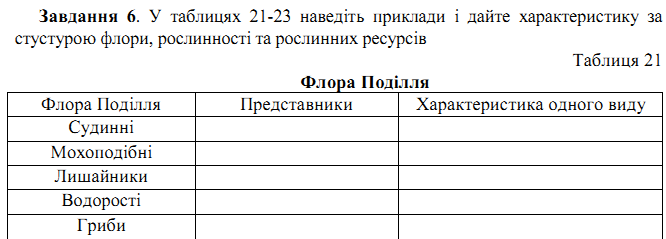 Завдання 6. У таблицях 21-23 наведіть приклади і дайте характеристику за
стустурою флори, рослинності та рослинних ресурсів
Таблиця 21
Флора Поділля
Флора Поділля Представники Характеристика одного виду
Судинні
Мохоподібні
Лишайники
Водорості
Гриби